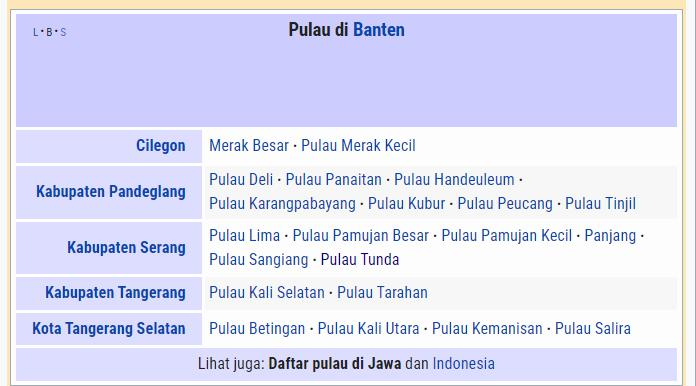 L • B • S
Pulau di Banten
Cilegon
Merak Besar · Pulau Merak Kecil
Kabupaten Pandeglang
Pulau Deli · Pulau Panaitan · Pulau Handeuleum ·
Pulau Karangpabayang · Pulau Kubur · Pulau Peucang · Pulau Tinjil
Kabupaten Serang
Pulau Lima · Pulau Pamujan Besar · Pulau Pamujan Kecil · Panjang ·
Pulau Sangiang · Pulau Tunda
Kabupaten Tangerang
Pulau Kali Selatan · Pulau Tarahan
Kota Tangerang Selatan
Pulau Betingan · Pulau Kali Utara · Pulau Kemanisan · Pulau Salira
Lihat juga: Daftar pulau di Jawa dan Indonesia